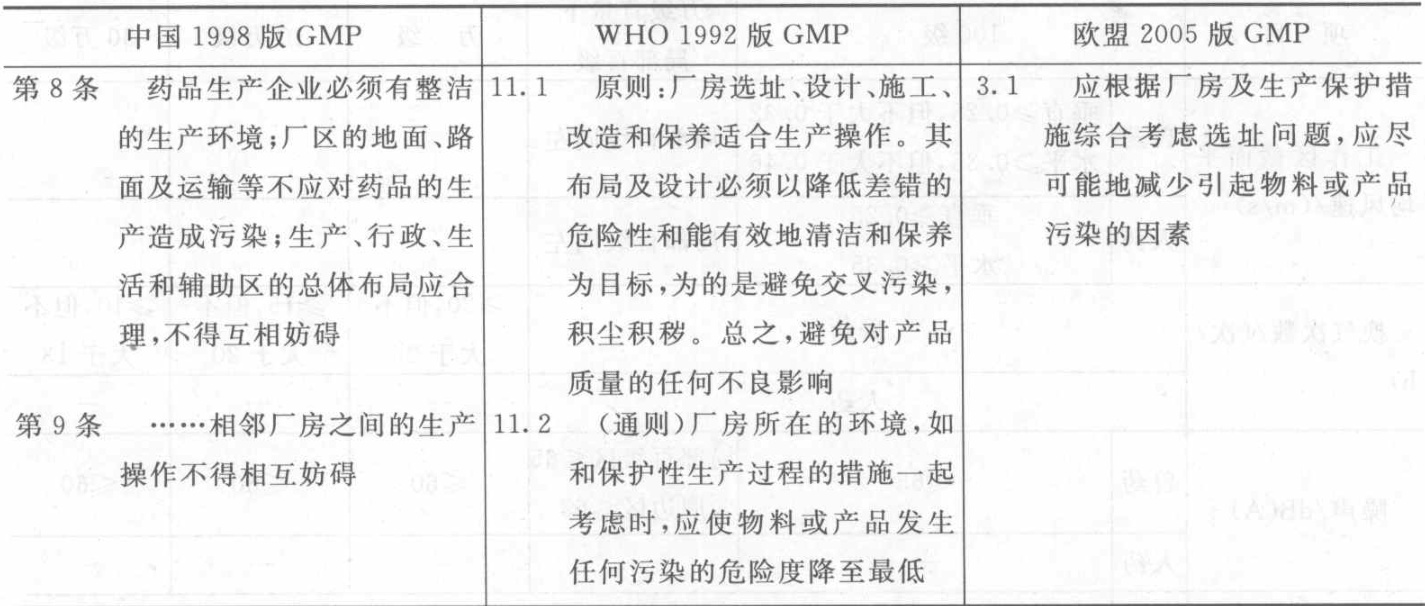 中国 1998 版 GMP
WHO 1992 版 GMP
欧盟 2005 版 GMP
第 8 条 药品生产企业必须有整洁
的生产环境;厂区的地面、路
面及运输等不应对药品的生
产造成污染;生产、行政、生
活和辅助区的总体布局应合
理,不得互相妨碍
11.1 原则:厂房选址、设计、施工、
改造和保养适合生产操作。其
布局及设计必须以降低差错的
危险性和能有效地清洁和保养
为目标,为的是避免交叉污染,
积尘积秽。总之,避免对产品
质量的任何不良影响
3.1 应根据厂房及生产保护措
施综合考虑选址问题,应尽
可能地减少引起物料或产品
污染的因素
第 9 条 ……相邻厂房之间的生产
操作不得相互妨碍
11.2 (通则)厂房所在的环境,如
和保护性生产过程的措施一起
考虑时,应使物料或产品发生
任何污染的危险度降至最低